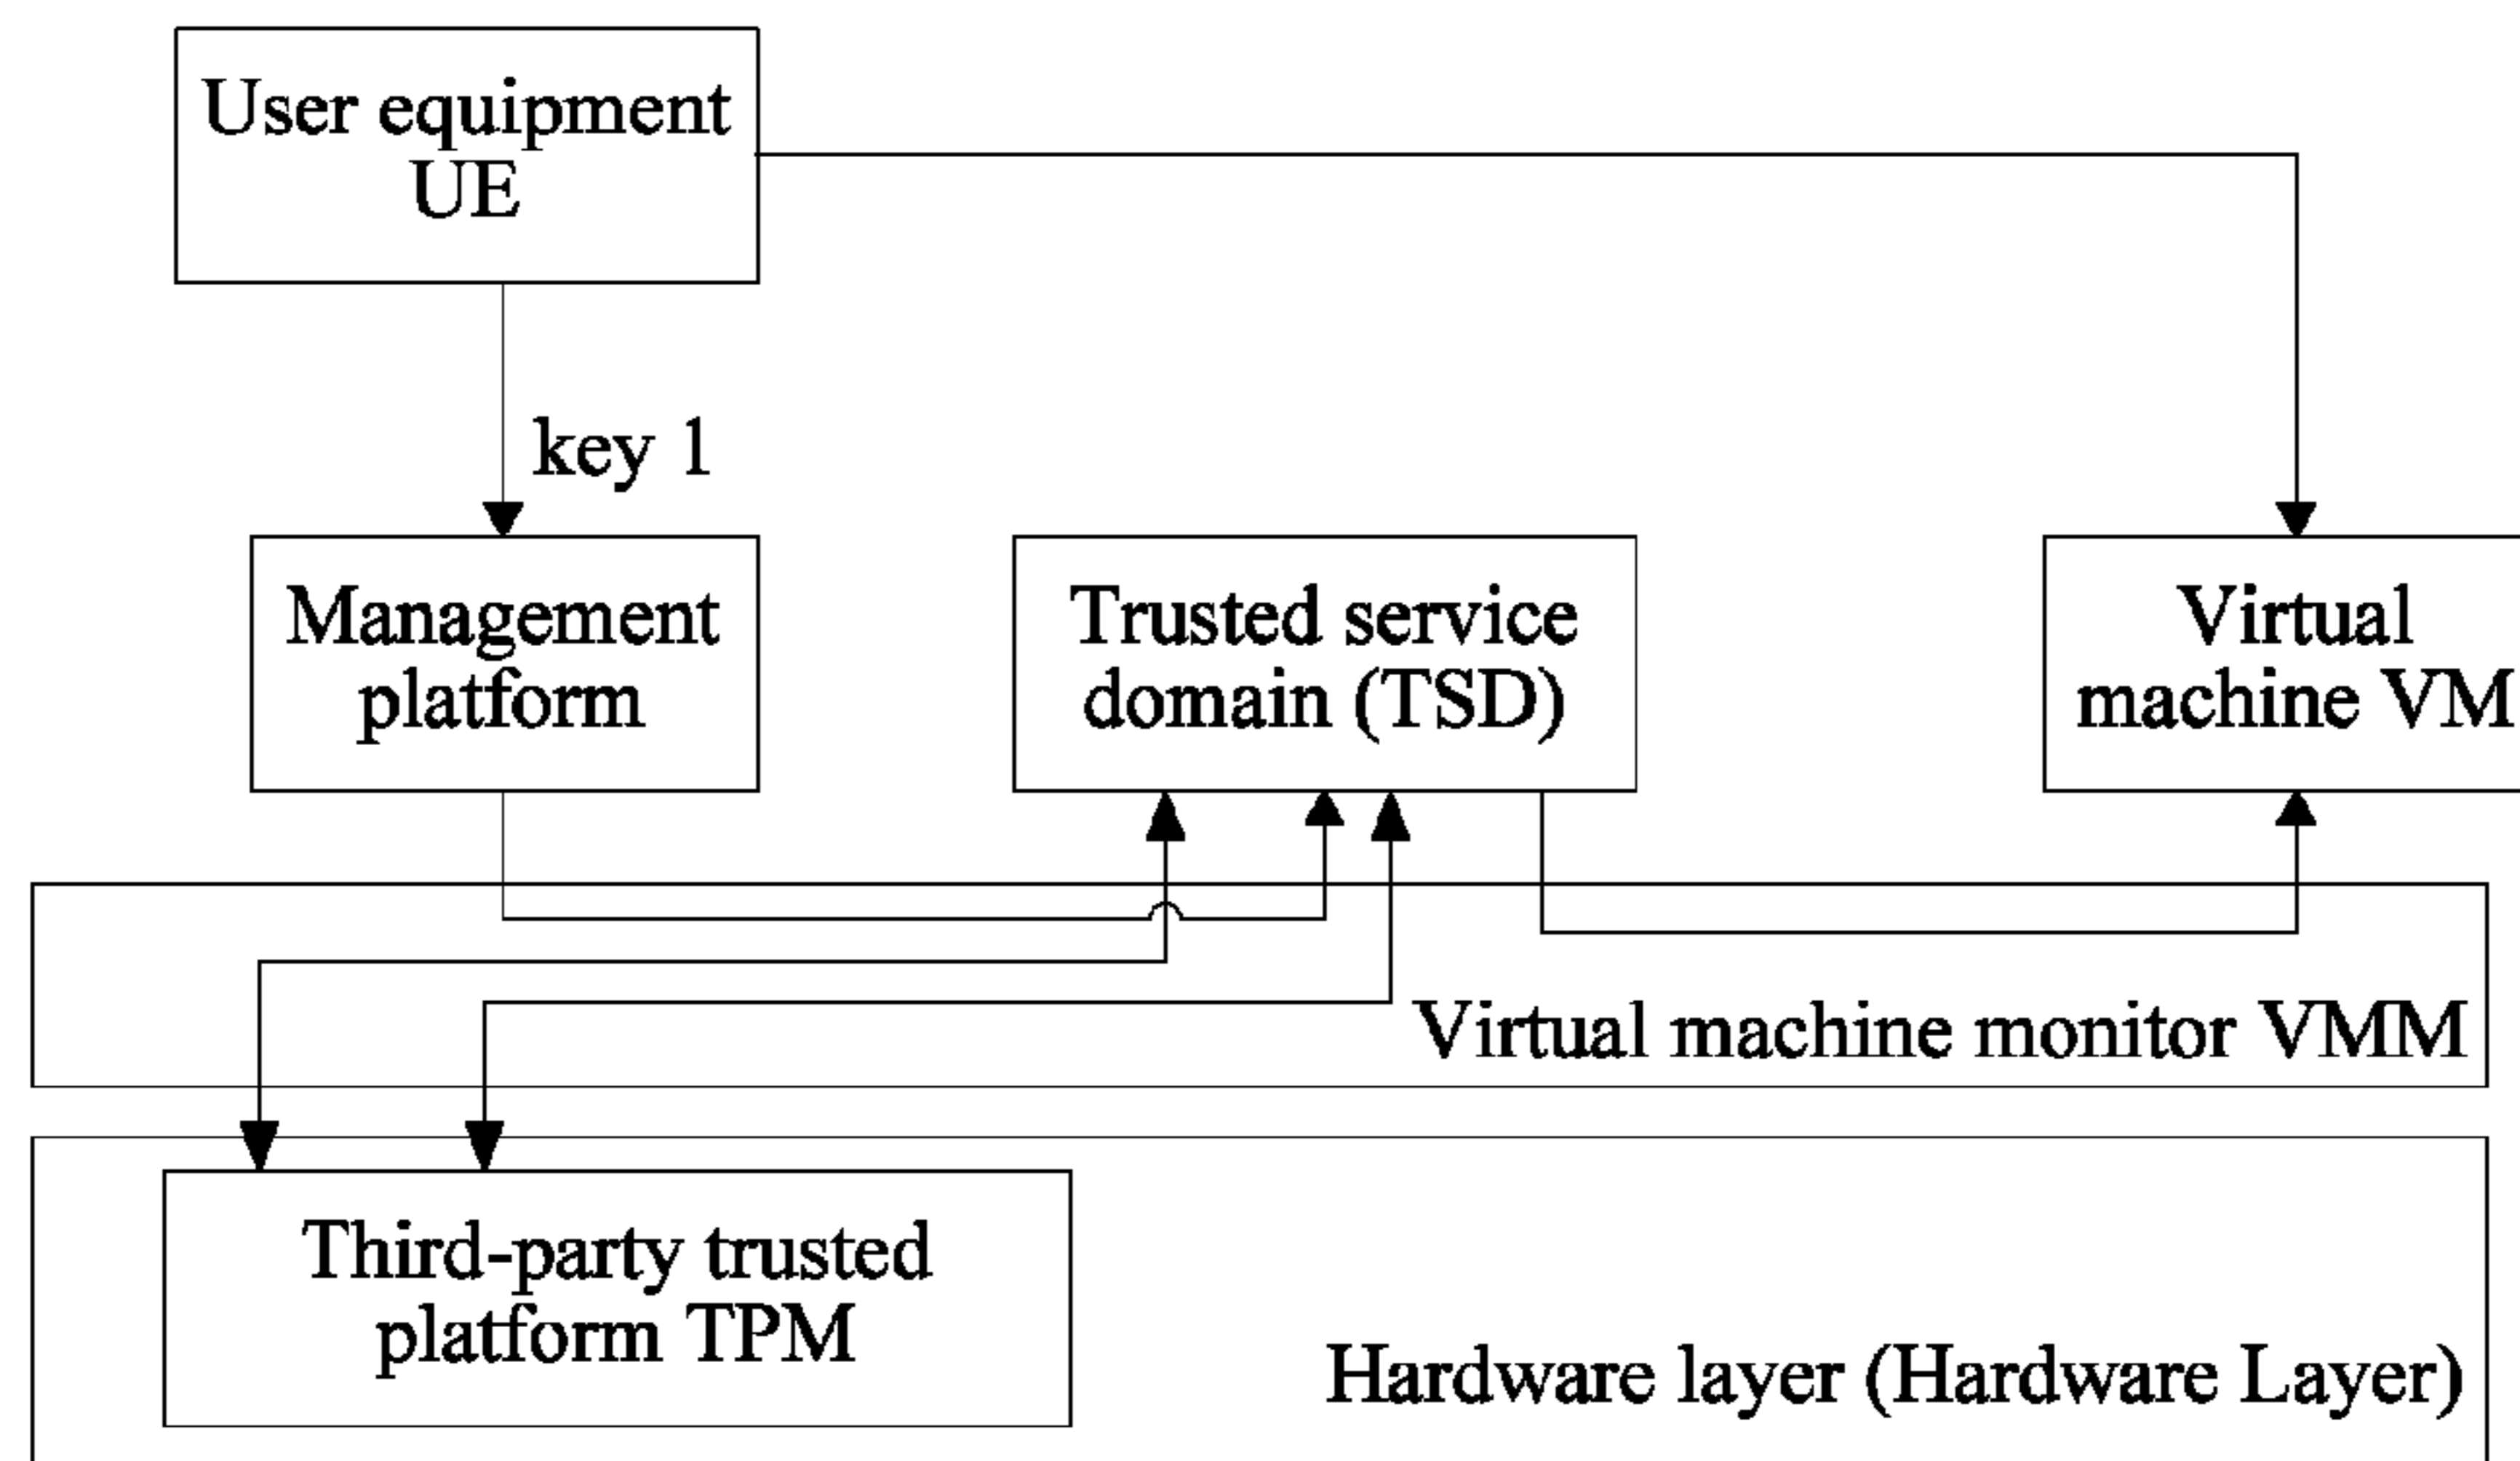 User equipment
UE
key 1
Management
platform
Trusted service
domain (TSD)
Virtual
machine VM
Virtual machine monitor VMM
Third-party trusted
platform TPM
Hardware layer (Hardware Layer)